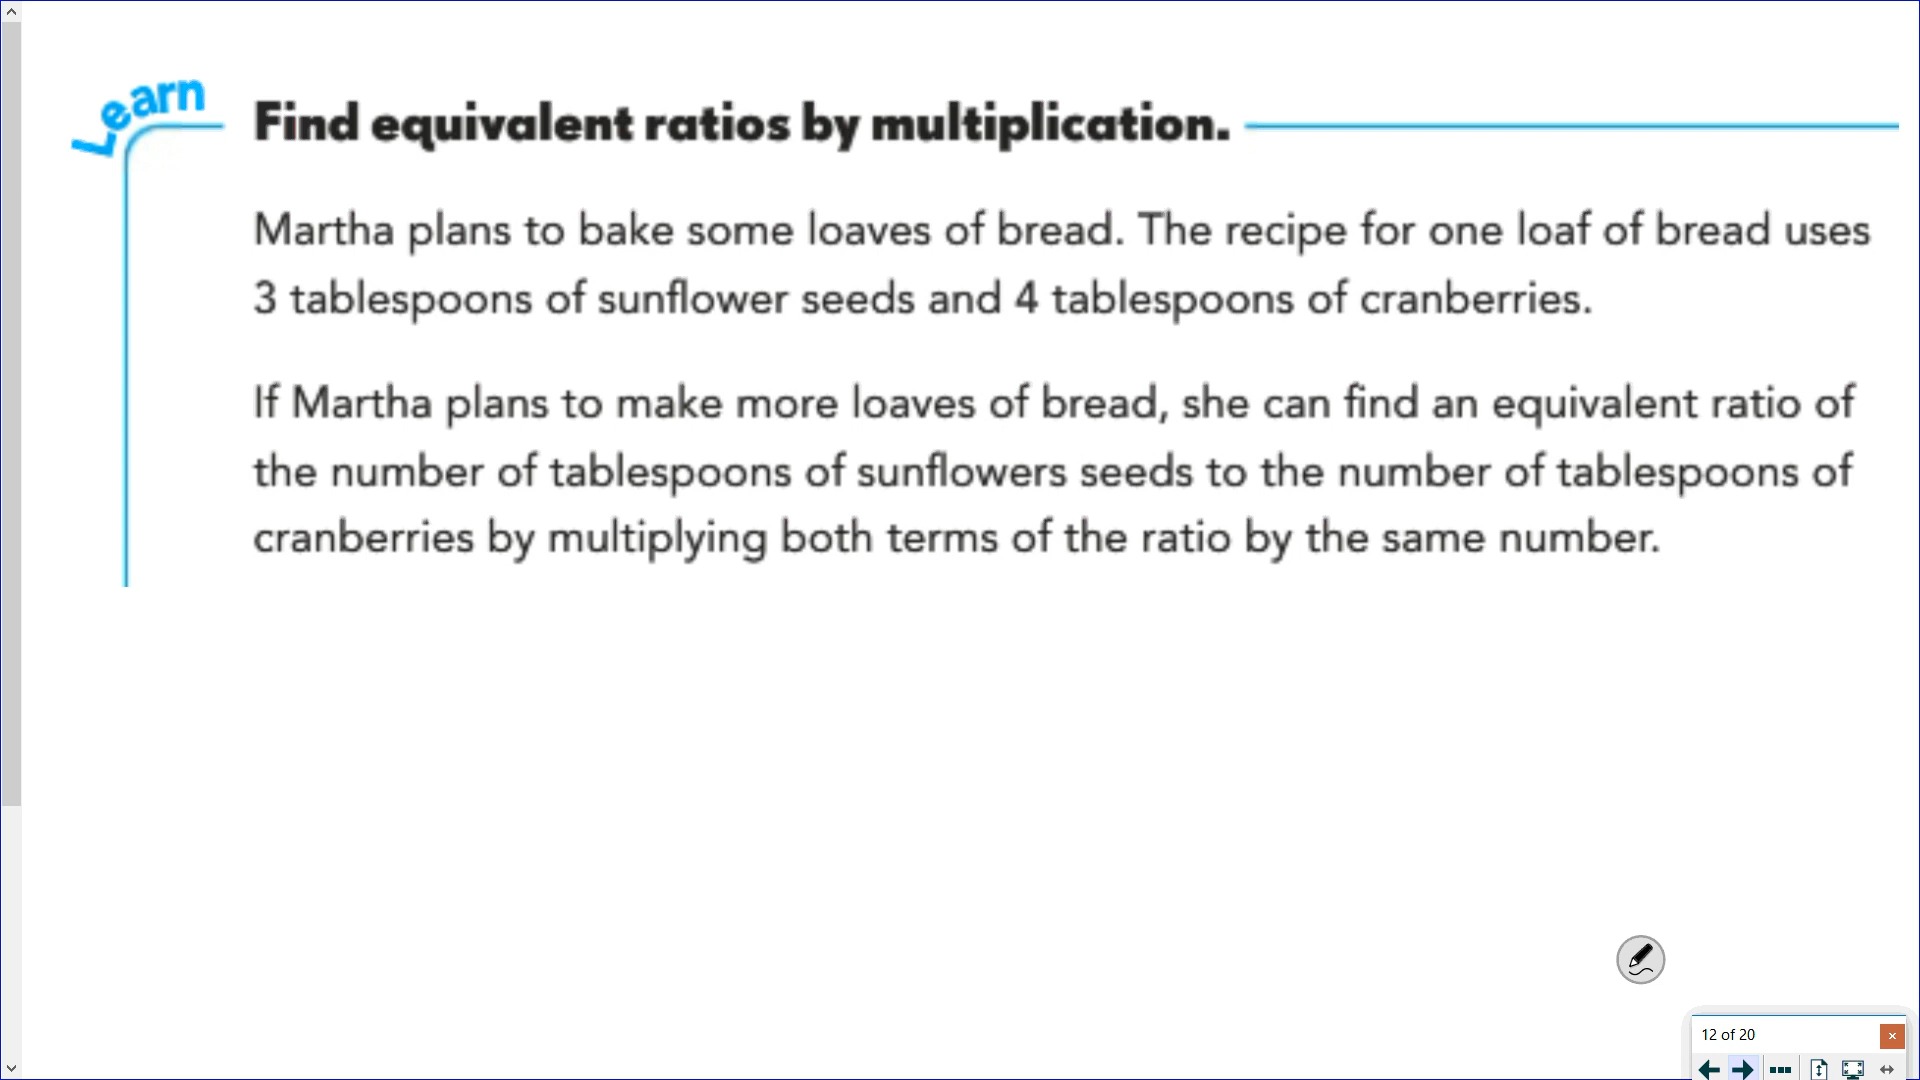 Learn
Find equivalent ratios by multiplication.
Martha plans to bake some loaves of bread. The recipe for one loaf of bread uses
3 tablespoons of sunflower seeds and 4 tablespoons of cranberries.
If Martha plans to make more loaves of bread, she can find an equivalent ratio of
the number of tablespoons of sunflowers seeds to the number of tablespoons of
cranberries by multiplying both terms of the ratio by the same number.
12 of 20